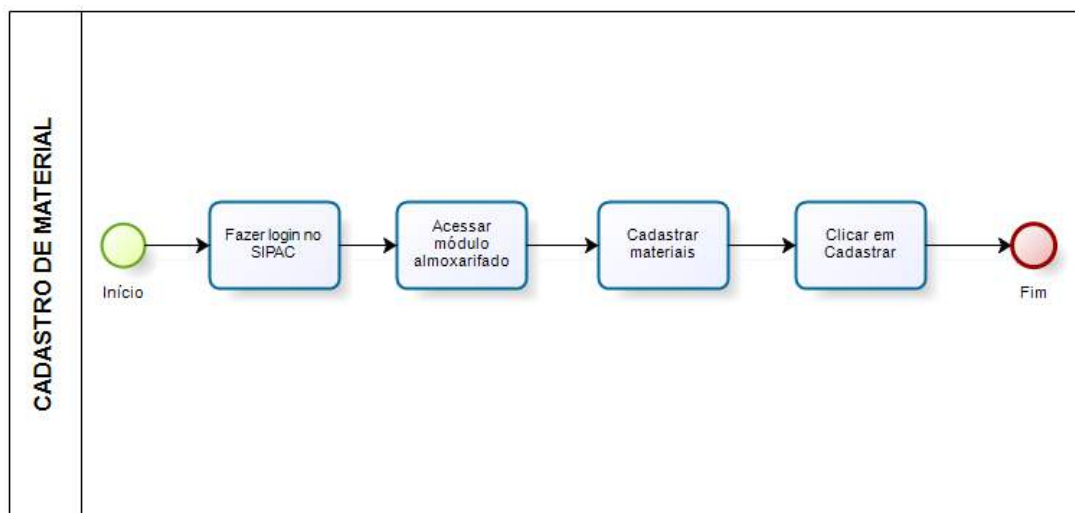 CADASTRO DE MATERIAL
Início
Fazer login no
SIPAC
Acessar
módulo
almoxarifado
Cadastrar
materiais
Clicar em
Cadastrar
Fim